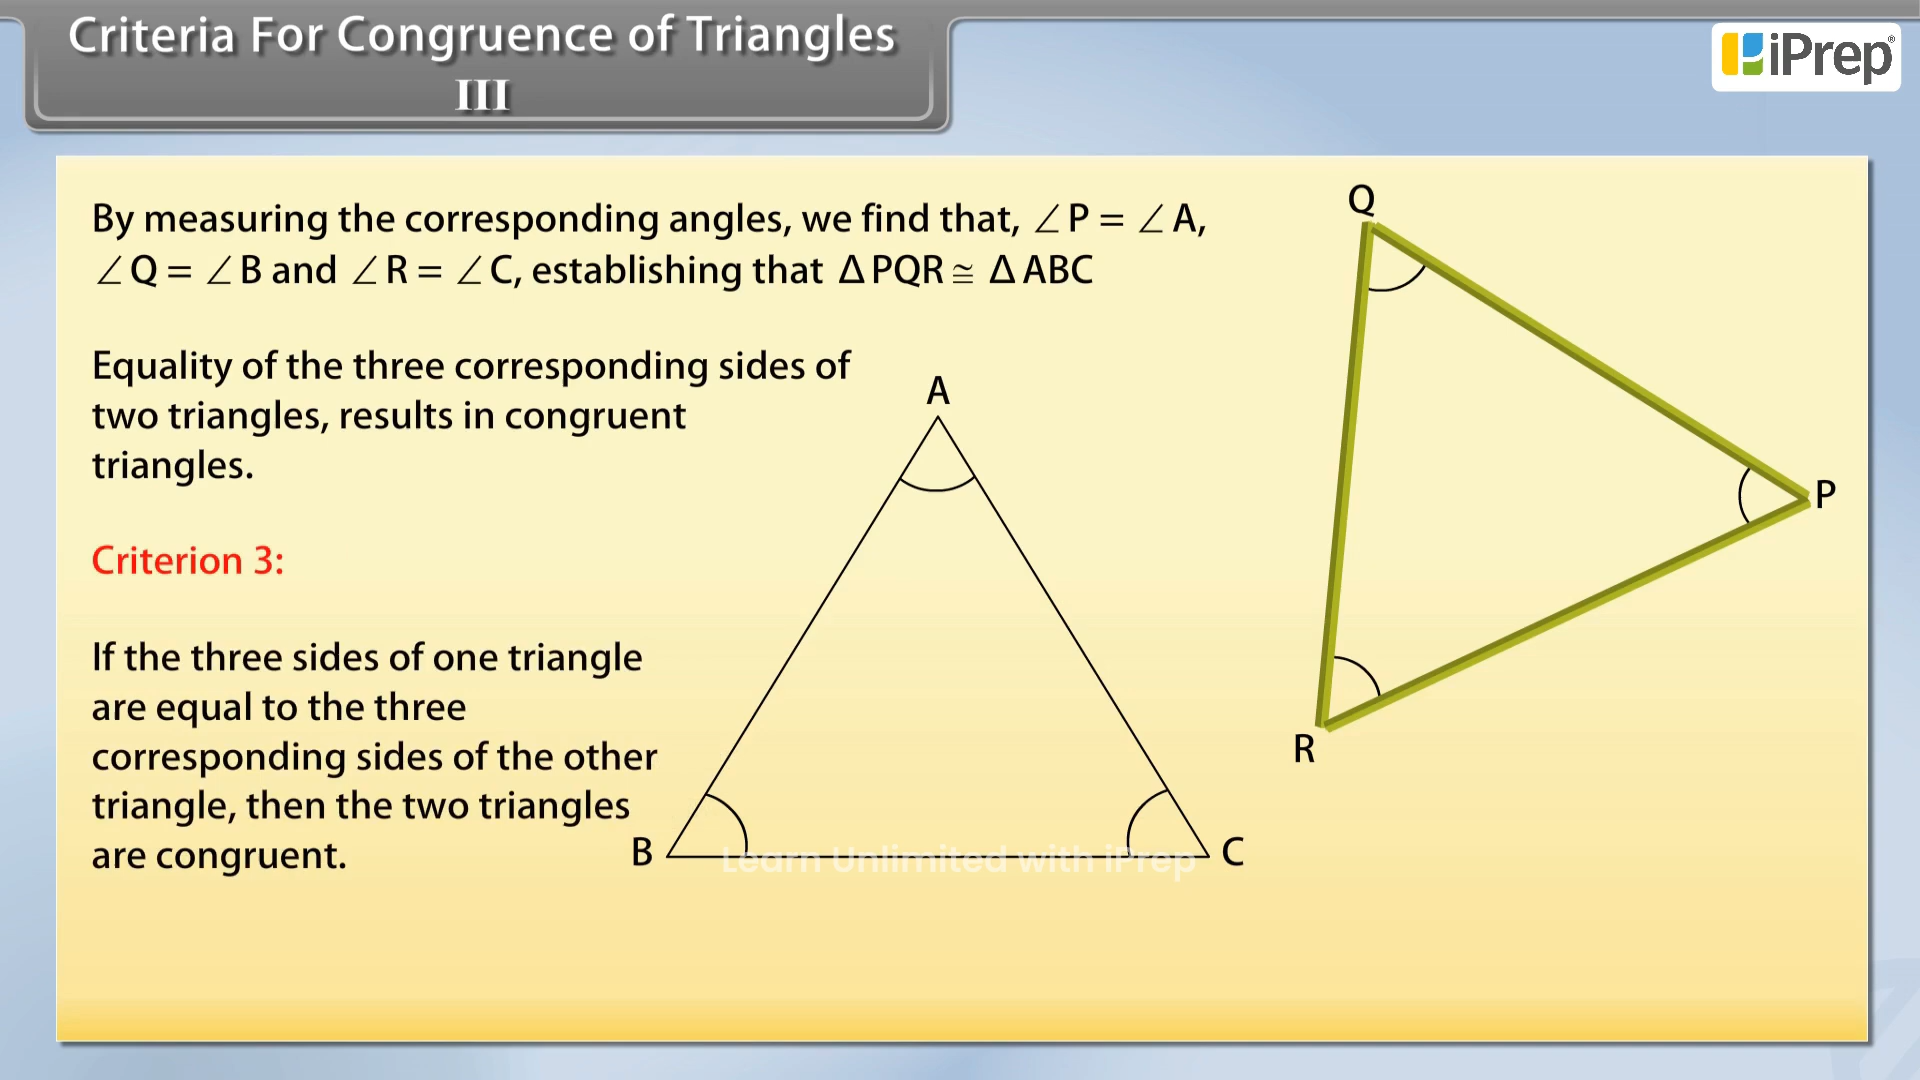 Criteria For Congruence of Triangles
III
iPrep®
By measuring the corresponding angles, we find that, ∠P = ∠A,
∠Q = ∠B and ∠R = ∠C, establishing that ΔPQR ≅ ΔABC
Equality of the three corresponding sides of
two triangles, results in congruent
triangles.
Criterion 3:
If the three sides of one triangle
are equal to the three
corresponding sides of the other
triangle, then the two triangles
are congruent.
A
B
C
Q
P
R
Learn Unlimited with iPrep